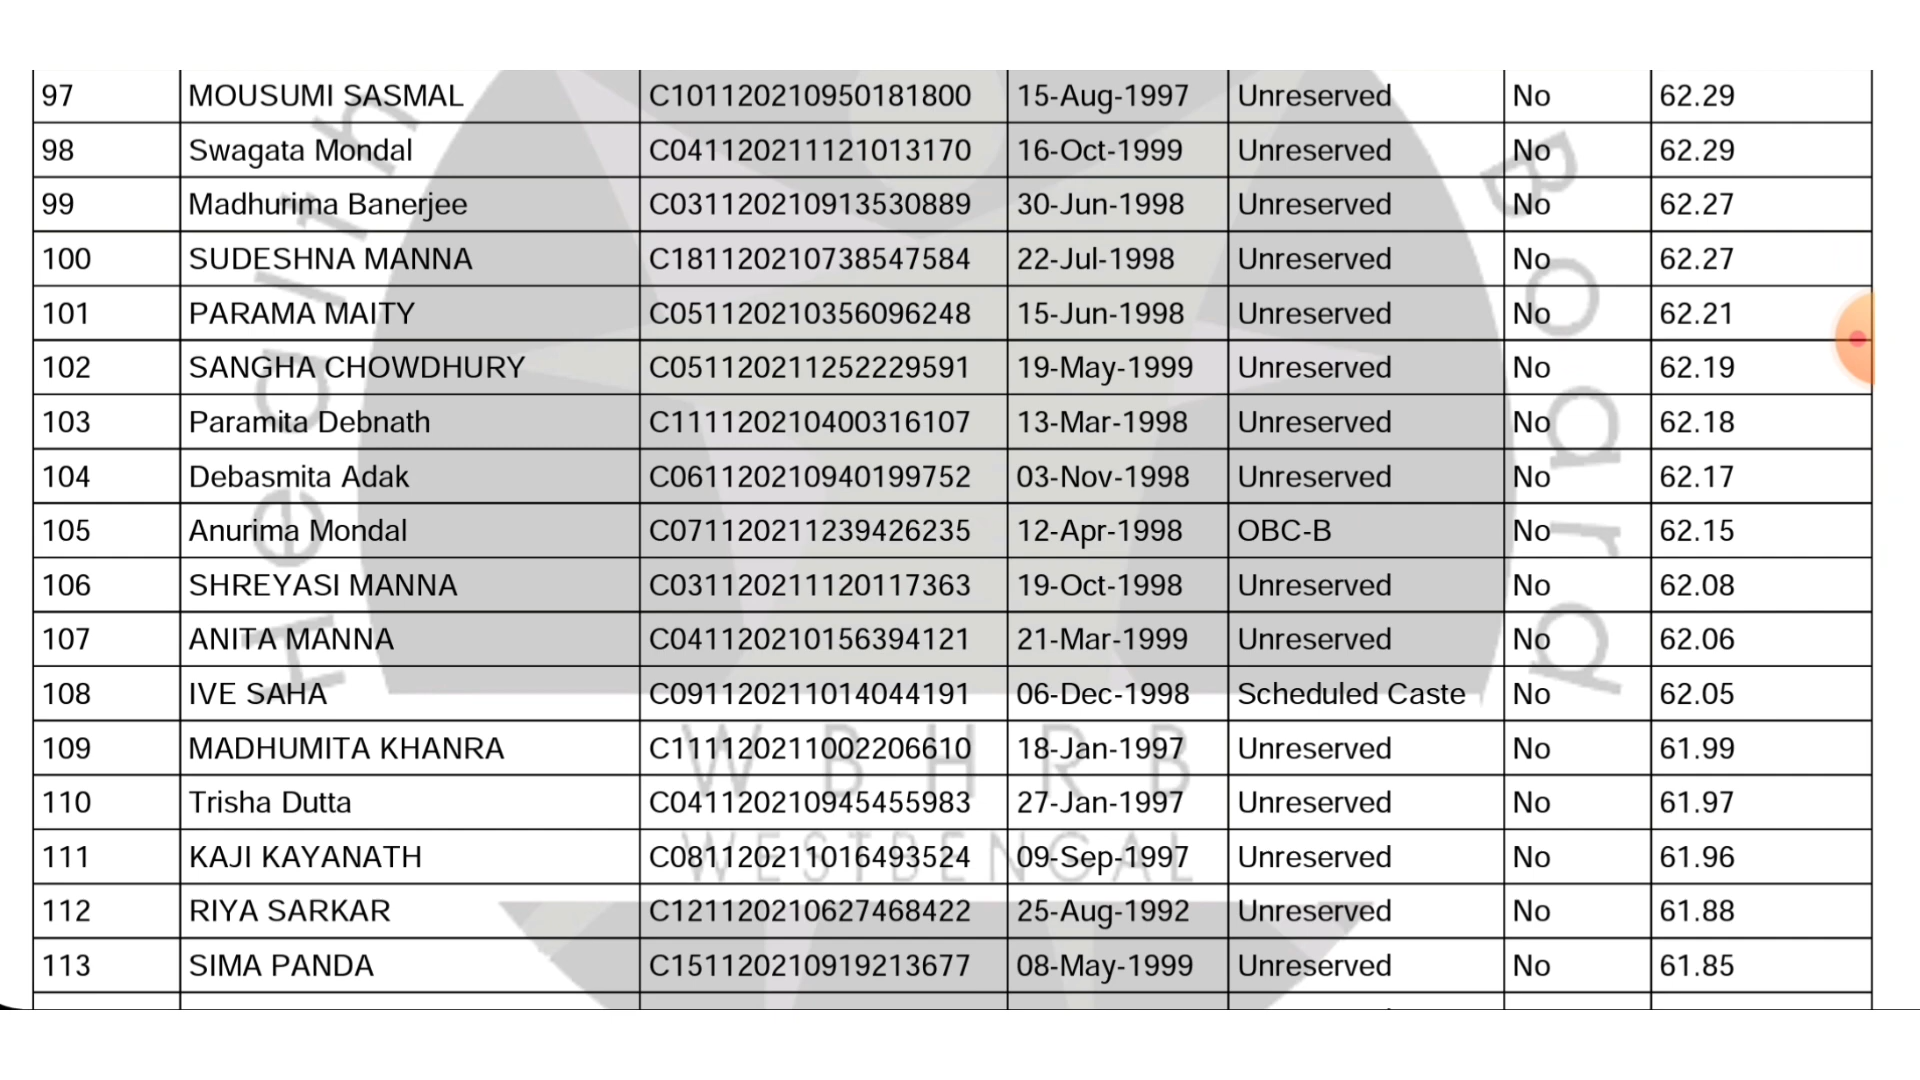 97 MOUSUMI SASMAL C101120210950181800 15-Aug-1997 Unreserved No 62.29
98 Swagata Mondal C041120211121013170 16-Oct-1999 Unreserved No 62.29
99 Madhurima Banerjee C031120210913530889 30-Jun-1998 Unreserved No 62.27
100 SUDESHNA MANNA C181120210738547584 22-Jul-1998 Unreserved No 62.27
101 PARAMA MAITY C051120210356096248 15-Jun-1998 Unreserved No 62.21
102 SANGHA CHOWDHURY C051120211252229591 19-May-1999 Unreserved No 62.19
103 Paramita Debnath C111120210400316107 13-Mar-1998 Unreserved No 62.18
104 Debasmita Adak C061120210940199752 03-Nov-1998 Unreserved No 62.17
105 Anurima Mondal C071120211239426235 12-Apr-1998 OBC-B No 62.15
106 SHREYASI MANNA C031120211120117363 19-Oct-1998 Unreserved No 62.08
107 ANITA MANNA C041120210156394121 21-Mar-1999 Unreserved No 62.06
108 IVE SAHA C091120211014044191 06-Dec-1998 Scheduled Caste No 62.05
109 MADHUMITA KHANRA C111120211002206610 18-Jan-1997 Unreserved No 61.99
110 Trisha Dutta C041120210945455983 27-Jan-1997 Unreserved No 61.97
111 KAJI KAYANATH C081120211016493524 09-Sep-1997 Unreserved No 61.96
112 RIYA SARKAR C121120210627468422 25-Aug-1992 Unreserved No 61.88
113 SIMA PANDA C151120210919213677 08-May-1999 Unreserved No 61.85
Health Board
WBHRB
WESTBENGAL